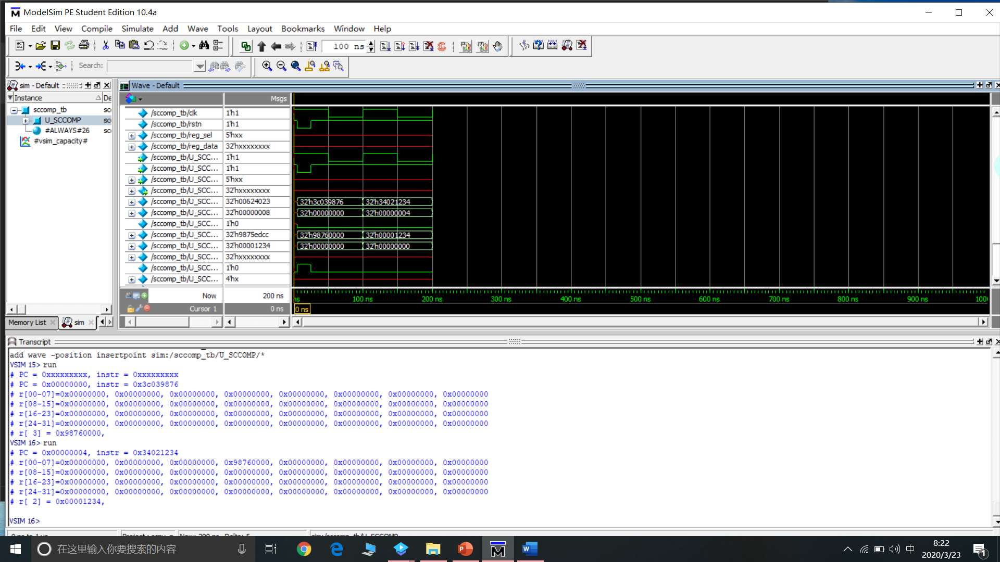 ModelSim PE Student Edition 10.4a
File Edit View Compile Simulate Add Wave Tools Layout Bookmarks Window Help
100 ns
Search:
sim - Default
Instance
De
sccomp_tb
U_SCCOMP
#ALWAYS#26
#vsim_capacity#
Memory List
sim
Wave - Default
Msgs
/sccomp_tb/clk 1'h1
/sccomp_tb/rstn 1'h1
/sccomp_tb/reg_sel 5'hxx
/sccomp_tb/reg_data 32'hxxxxxxxx
/sccomp_tb/U_SCC... 1'h1
/sccomp_tb/U_SCC... 1'h1
/sccomp_tb/U_SCC... 5'hxx
/sccomp_tb/U_SCC... 32'hxxxxxxxx
/sccomp_tb/U_SCC... 32'h00624023 32'h3c039876 32'h34021234
/sccomp_tb/U_SCC... 32'h00000008 32'h00000000 32'h00000004
/sccomp_tb/U_SCC... 1'h0
/sccomp_tb/U_SCC... 32'h9875edcc 32'h98760000 32'h00001234
/sccomp_tb/U_SCC... 32'h00001234 32'h00000000 32'h00000000
/sccomp_tb/U_SCC... 32'hxxxxxxxx
/sccomp_tb/U_SCC... 1'h0
/sccomp_tb/U_SCC... 4'hx
Now 200 ns
ns 100 ns 200 ns 300 ns 400 ns 500 ns 600 ns 700 ns 800 ns 900 ns 100
Cursor 1 0 ns
0 ns
Transcript
add wave -position insertpoint sim:/sccomp_tb/U_SCCOMP/*
VSIM 15> run
# PC = 0xxxxxxxxx, instr = 0xxxxxxxxx
# PC = 0x00000000, instr = 0x3c039876
# r[00-07]=0x00000000, 0x00000000, 0x00000000, 0x00000000, 0x00000000, 0x00000000, 0x00000000, 0x00000000
# r[08-15]=0x00000000, 0x00000000, 0x00000000, 0x00000000, 0x00000000, 0x00000000, 0x00000000, 0x00000000
# r[16-23]=0x00000000, 0x00000000, 0x00000000, 0x00000000, 0x00000000, 0x00000000, 0x00000000, 0x00000000
# r[24-31]=0x00000000, 0x00000000, 0x00000000, 0x00000000, 0x00000000, 0x00000000, 0x00000000, 0x00000000
# r[ 3] = 0x98760000,
VSIM 16> run
# PC = 0x00000004, instr = 0x34021234
# r[00-07]=0x00000000, 0x00000000, 0x00000000, 0x98760000, 0x00000000, 0x00000000, 0x00000000, 0x00000000
# r[08-15]=0x00000000, 0x00000000, 0x00000000, 0x00000000, 0x00000000, 0x00000000, 0x00000000, 0x00000000
# r[16-23]=0x00000000, 0x00000000, 0x00000000, 0x00000000, 0x00000000, 0x00000000, 0x00000000, 0x00000000
# r[24-31]=0x00000000, 0x00000000, 0x00000000, 0x00000000, 0x00000000, 0x00000000, 0x00000000, 0x00000000
# r[ 2] = 0x00001234,
VSIM 16>
在这里输入你要搜索的内容
中
8:22
2020/3/23
1